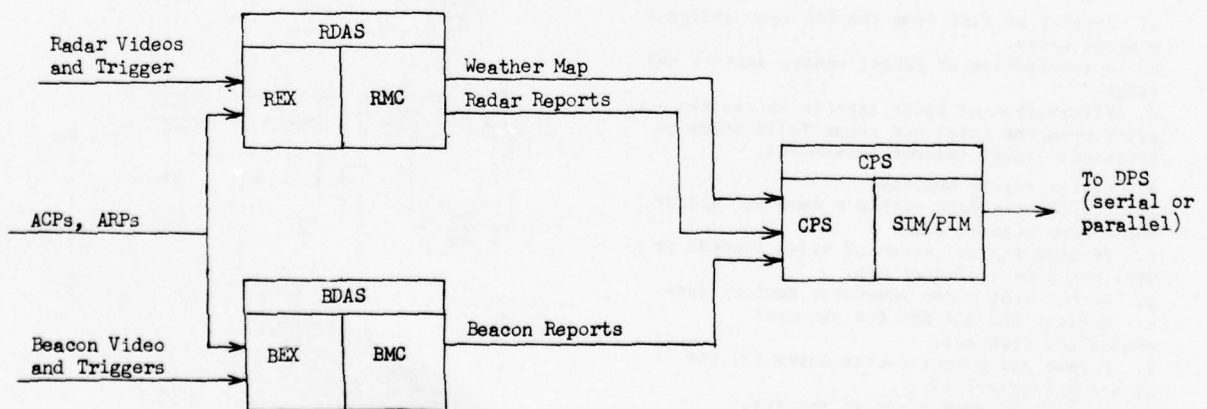 RDAS
Radar Videos
and Trigger
REX
RMC
Weather Map
Radar Reports
ACPs, ARPs
CPS
CPS
SIM/PIM
To DPS
(serial or
parallel)
BDAS
Beacon Video
and Triggers
BEX
BMC
Beacon Reports